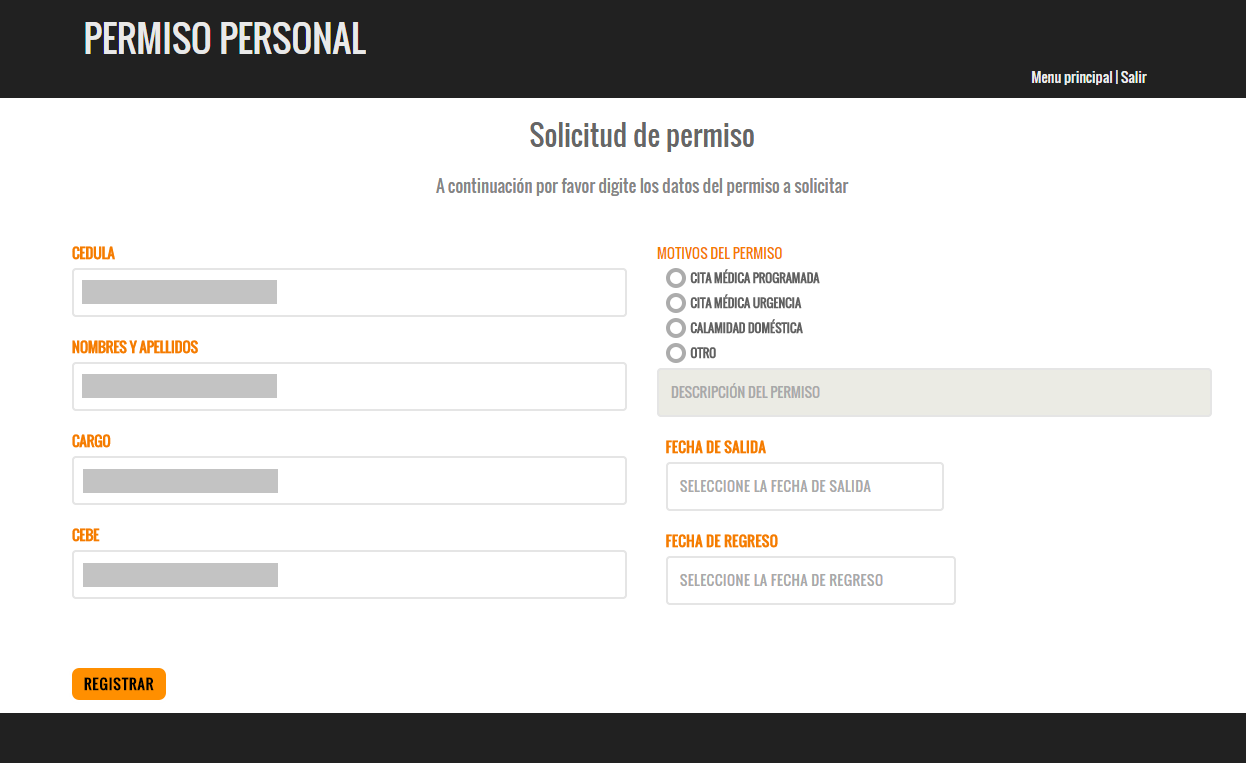 PERMISO PERSONAL
Menu principal | Salir
Solicitud de permiso
A continuación por favor digite los datos del permiso a solicitar
CEDULA
NOMBRES Y APELLIDOS
CARGO
CEBE
MOTIVOS DEL PERMISO
CITA MÉDICA PROGRAMADA
CITA MÉDICA URGENCIA
CALAMIDAD DOMÉSTICA
OTRO
DESCRIPCIÓN DEL PERMISO
FECHA DE SALIDA
SELECCIONE LA FECHA DE SALIDA
FECHA DE REGRESO
SELECCIONE LA FECHA DE REGRESO
REGISTRAR